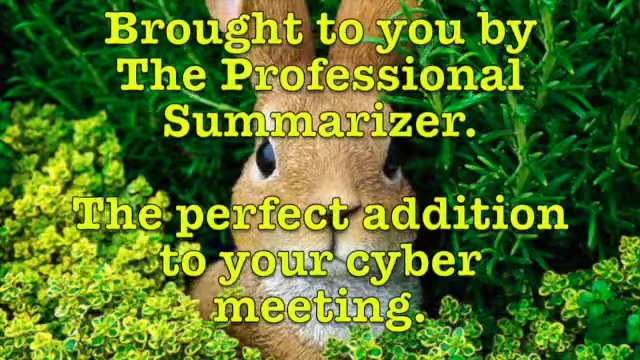 Brought to you by
The Professional
Summarizer.
The perfect addition
to your cyber
meeting.